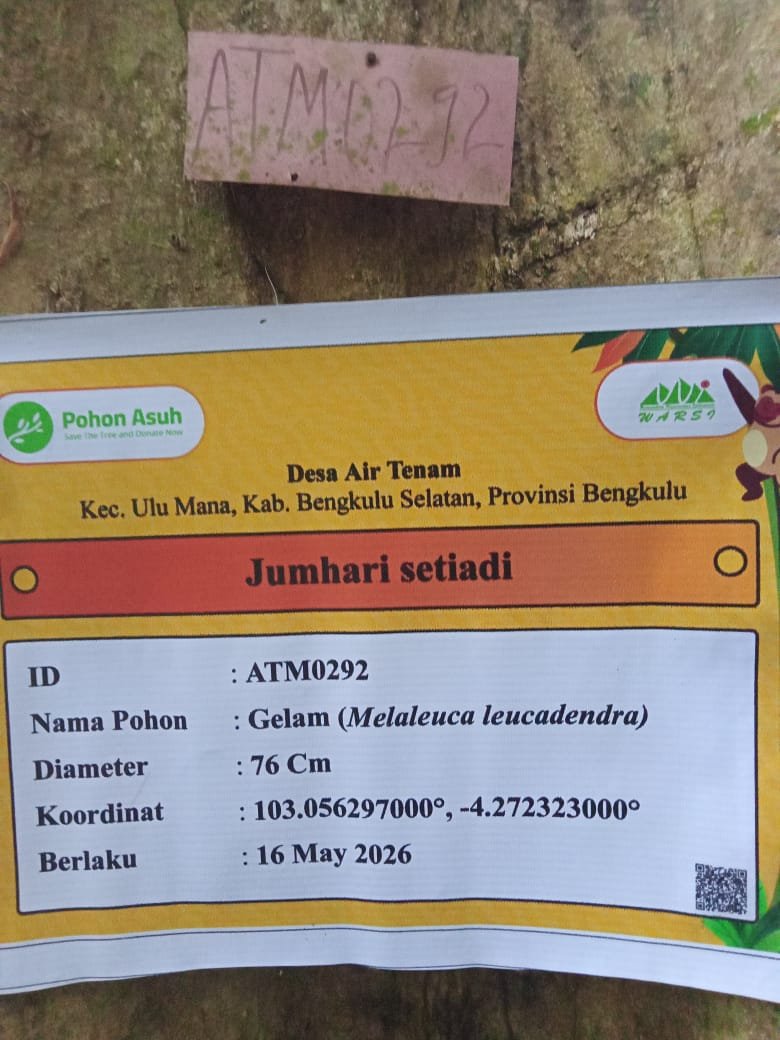 ATM0292
Pohon Asuh
Save The Tree and Donate Now
WARSI
Desa Air Tenam
Kec. Ulu Mana, Kab. Bengkulu Selatan, Provinsi Bengkulu
Jumhari setiadi
ID : ATM0292
Nama Pohon : Gelam (Melaleuca leucadendra)
Diameter : 76 Cm
Koordinat : 103.056297000°, -4.272323000°
Berlaku : 16 May 2026